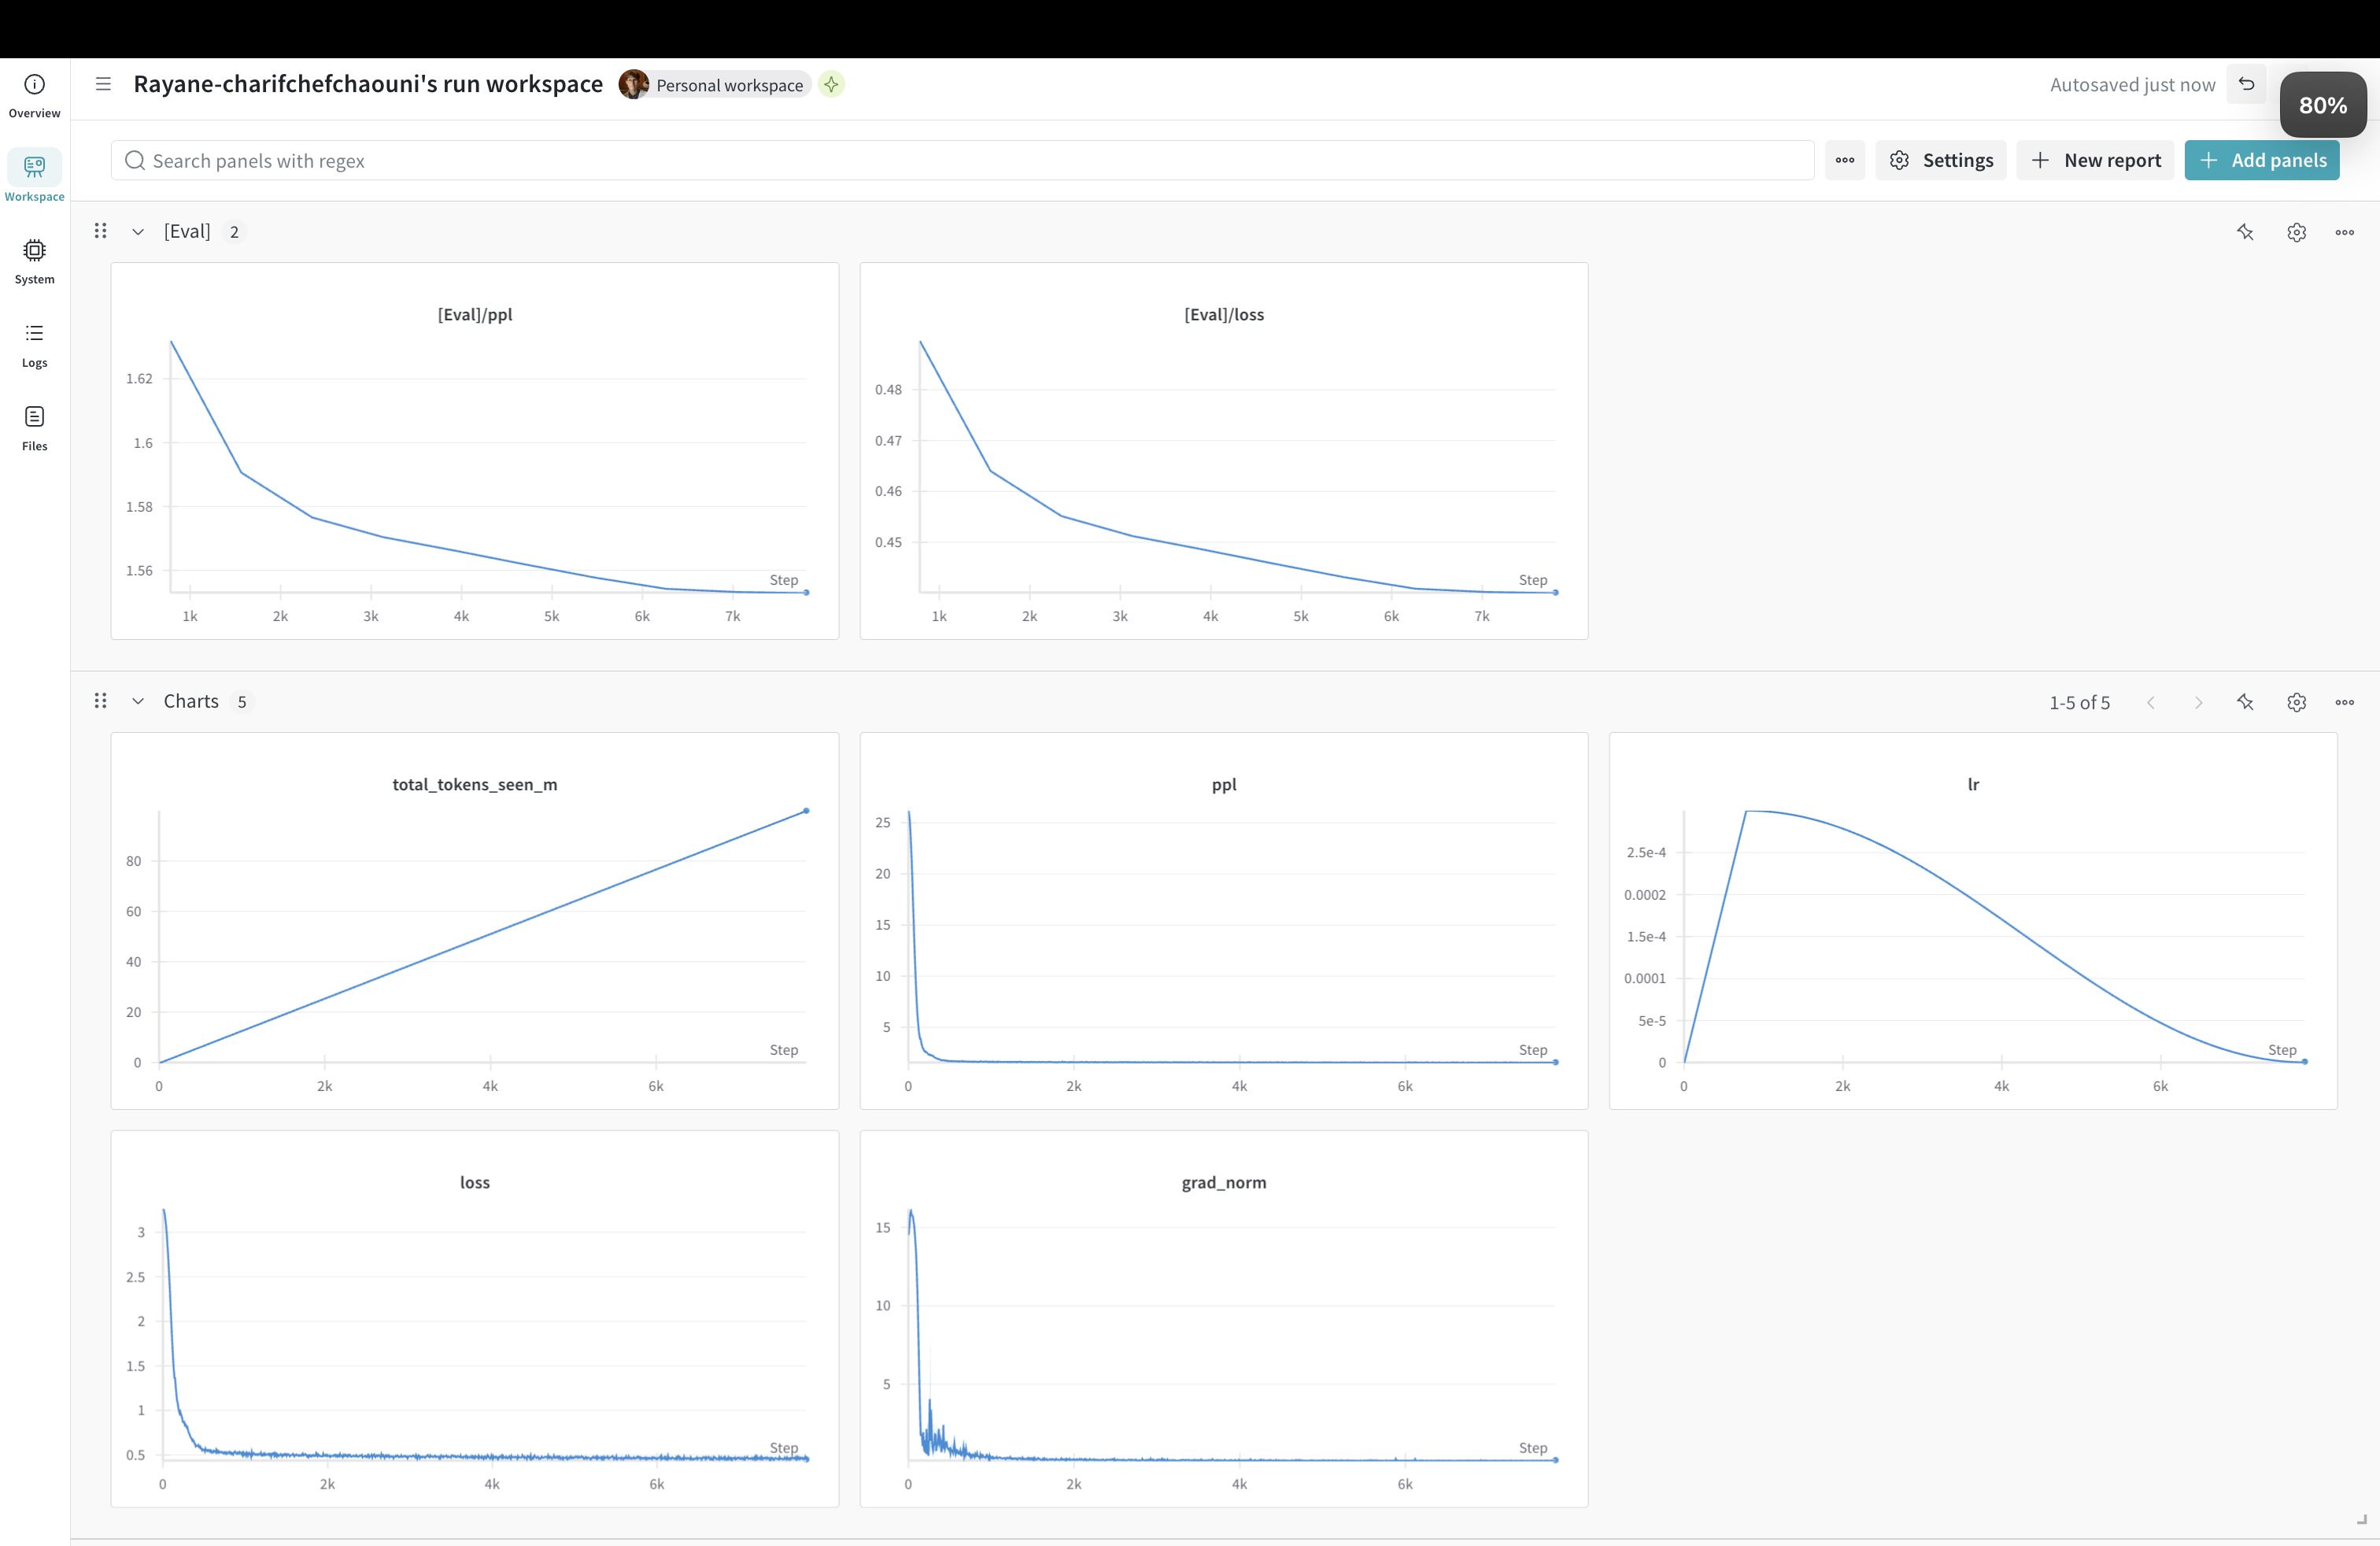 Rayane-charifchefchaouni's run workspace
Personal workspace
Autosaved just now
80%
Overview
Workspace
System
Logs
Files
Search panels with regex
Settings
New report
Add panels
[Eval] 2
[Eval]/ppl
1.62
1.6
1.58
1.56
Step
1k 2k 3k 4k 5k 6k 7k
[Eval]/loss
0.48
0.47
0.46
0.45
Step
1k 2k 3k 4k 5k 6k 7k
Charts 5
1-5 of 5
total_tokens_seen_m
80
60
40
20
0
Step
0 2k 4k 6k
ppl
25
20
15
10
5
Step
0 2k 4k 6k
lr
2.5e-4
0.0002
1.5e-4
0.0001
5e-5
0
Step
0 2k 4k 6k
loss
3
2.5
2
1.5
1
0.5
Step
0 2k 4k 6k
grad_norm
15
10
5
Step
0 2k 4k 6k